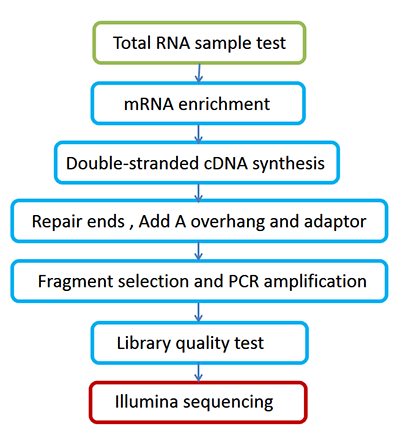 Total RNA sample test
mRNA enrichment
Double-stranded cDNA synthesis
Repair ends , Add A overhang and adaptor
Fragment selection and PCR amplification
Library quality test
Illumina sequencing